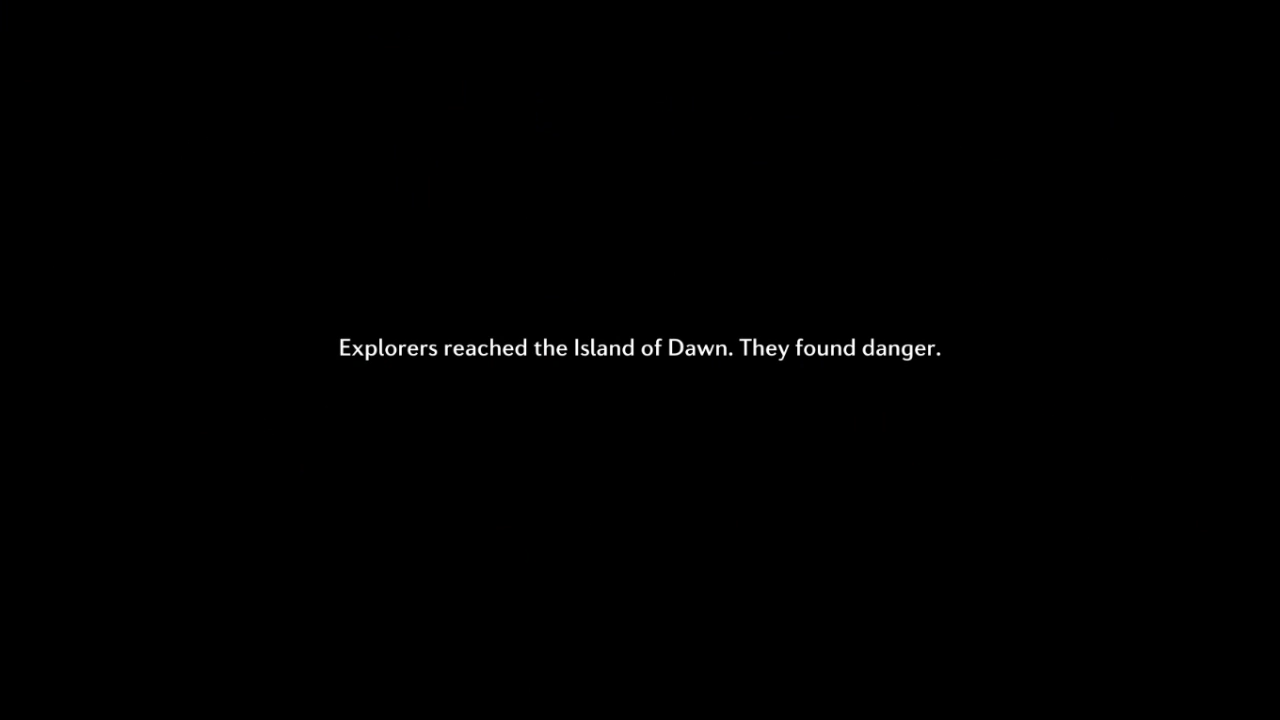 Explorers reached the Island of Dawn. They found danger.